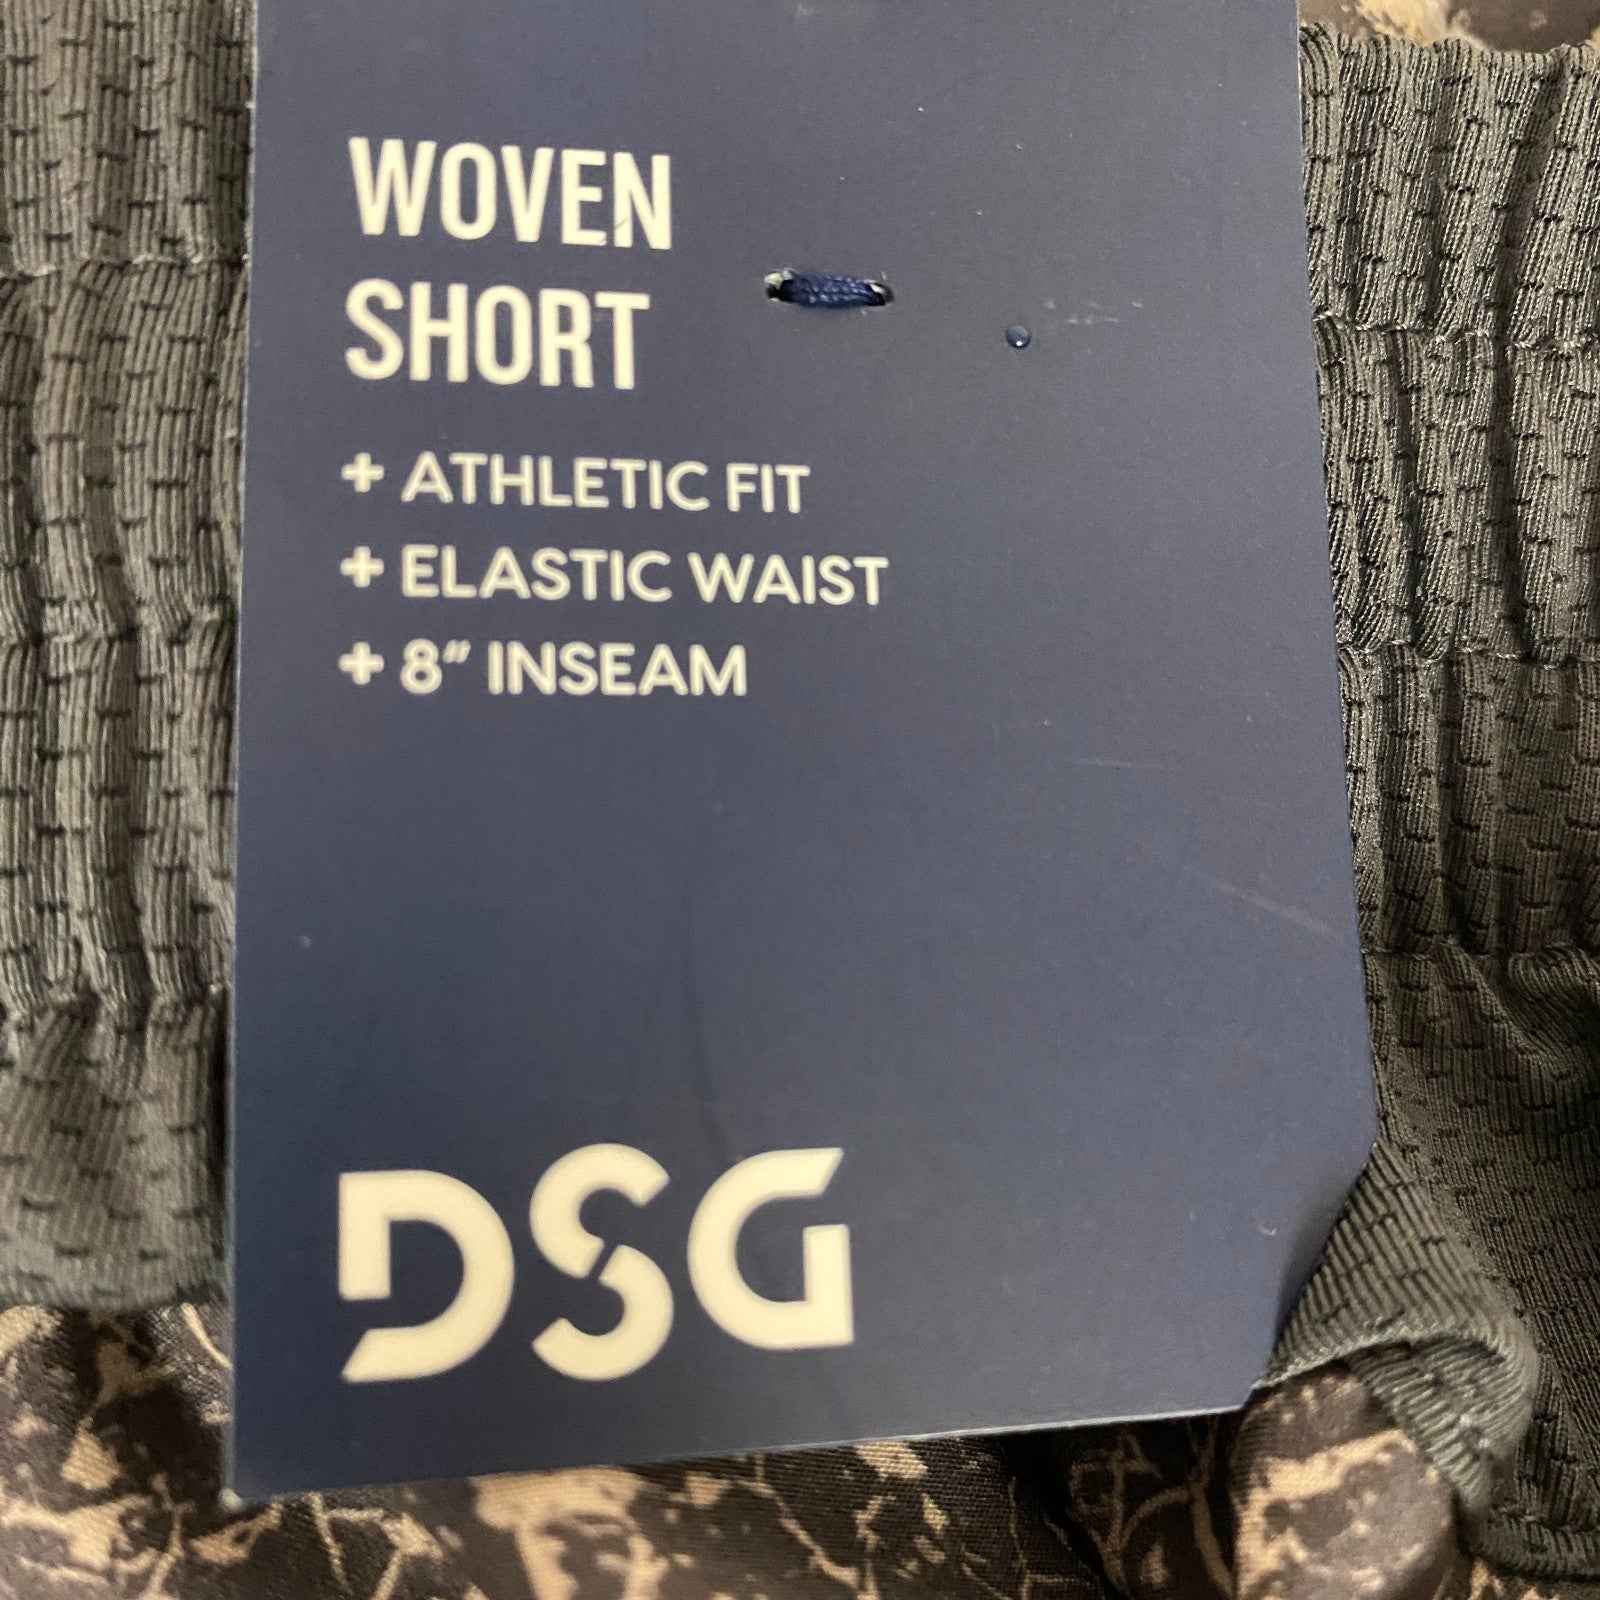 WOVEN
SHORT
+ ATHLETIC FIT
+ ELASTIC WAIST
+ 8" INSEAM
DSG